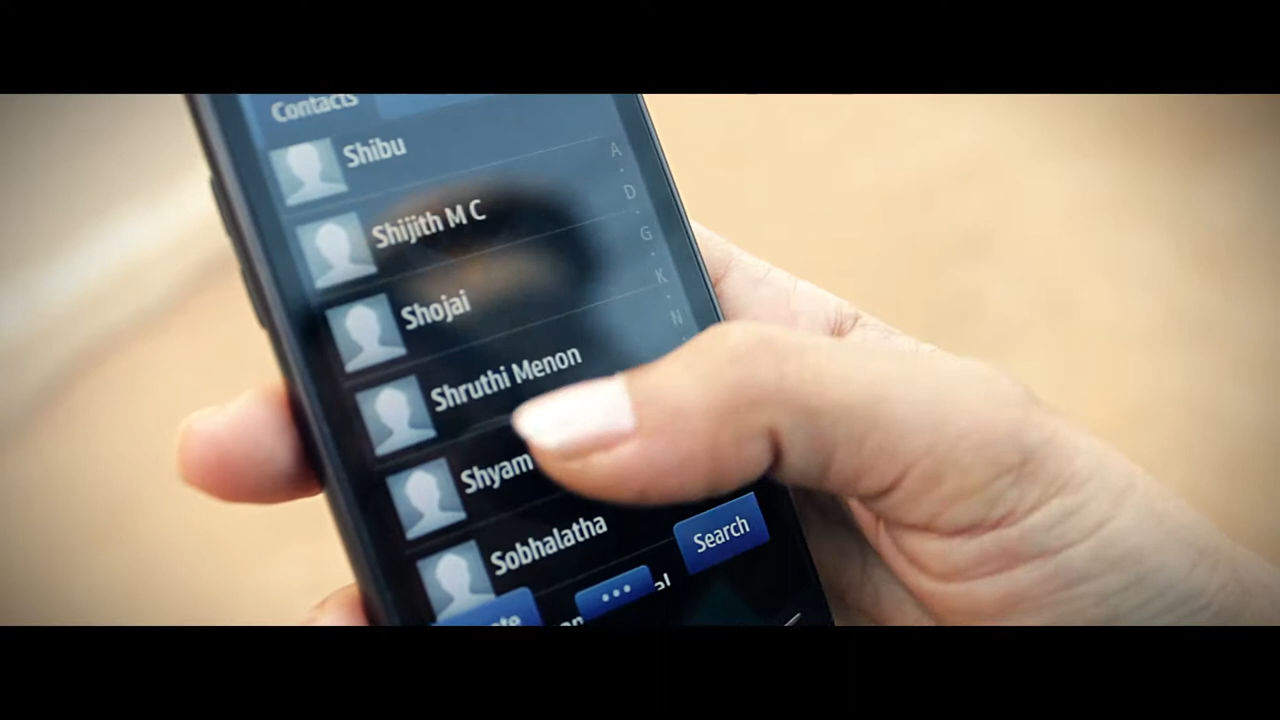 Contacts
Shibu
Shijith M C
Shojai
Shruthi Menon
Shyam
Sobhalatha
Search
A
D
G
K
N